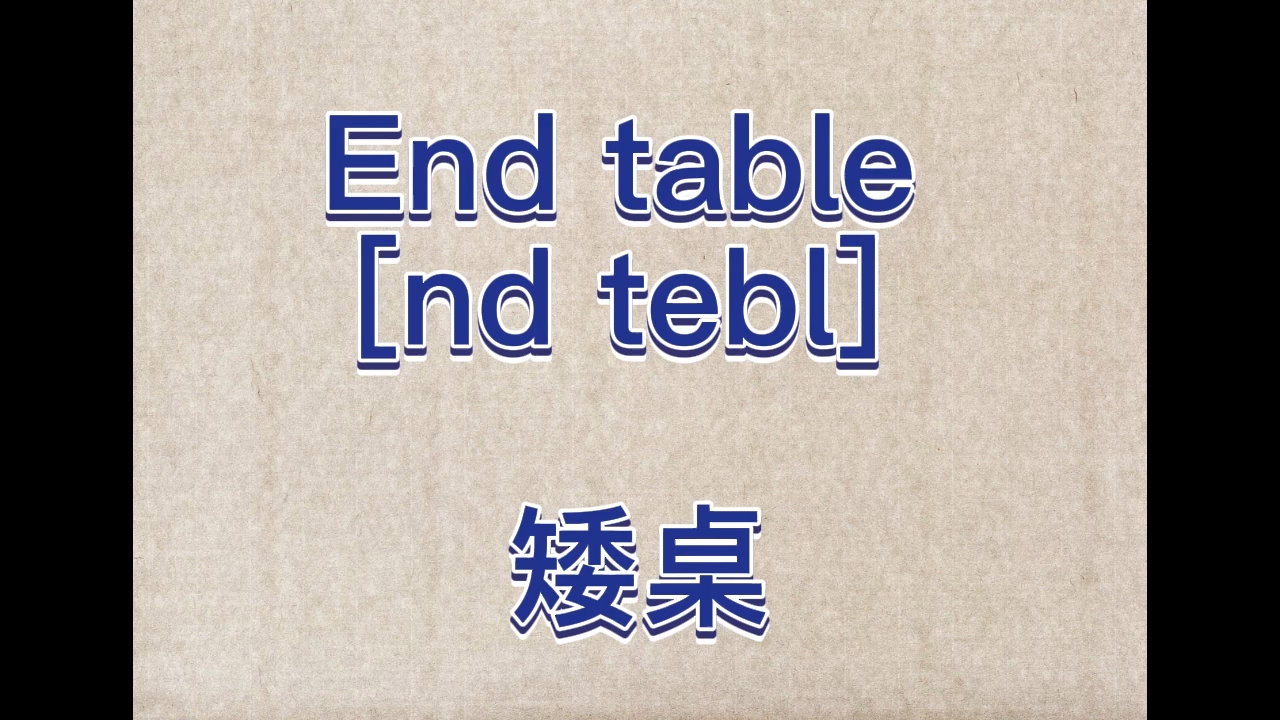 End table
[nd tebl]
矮桌